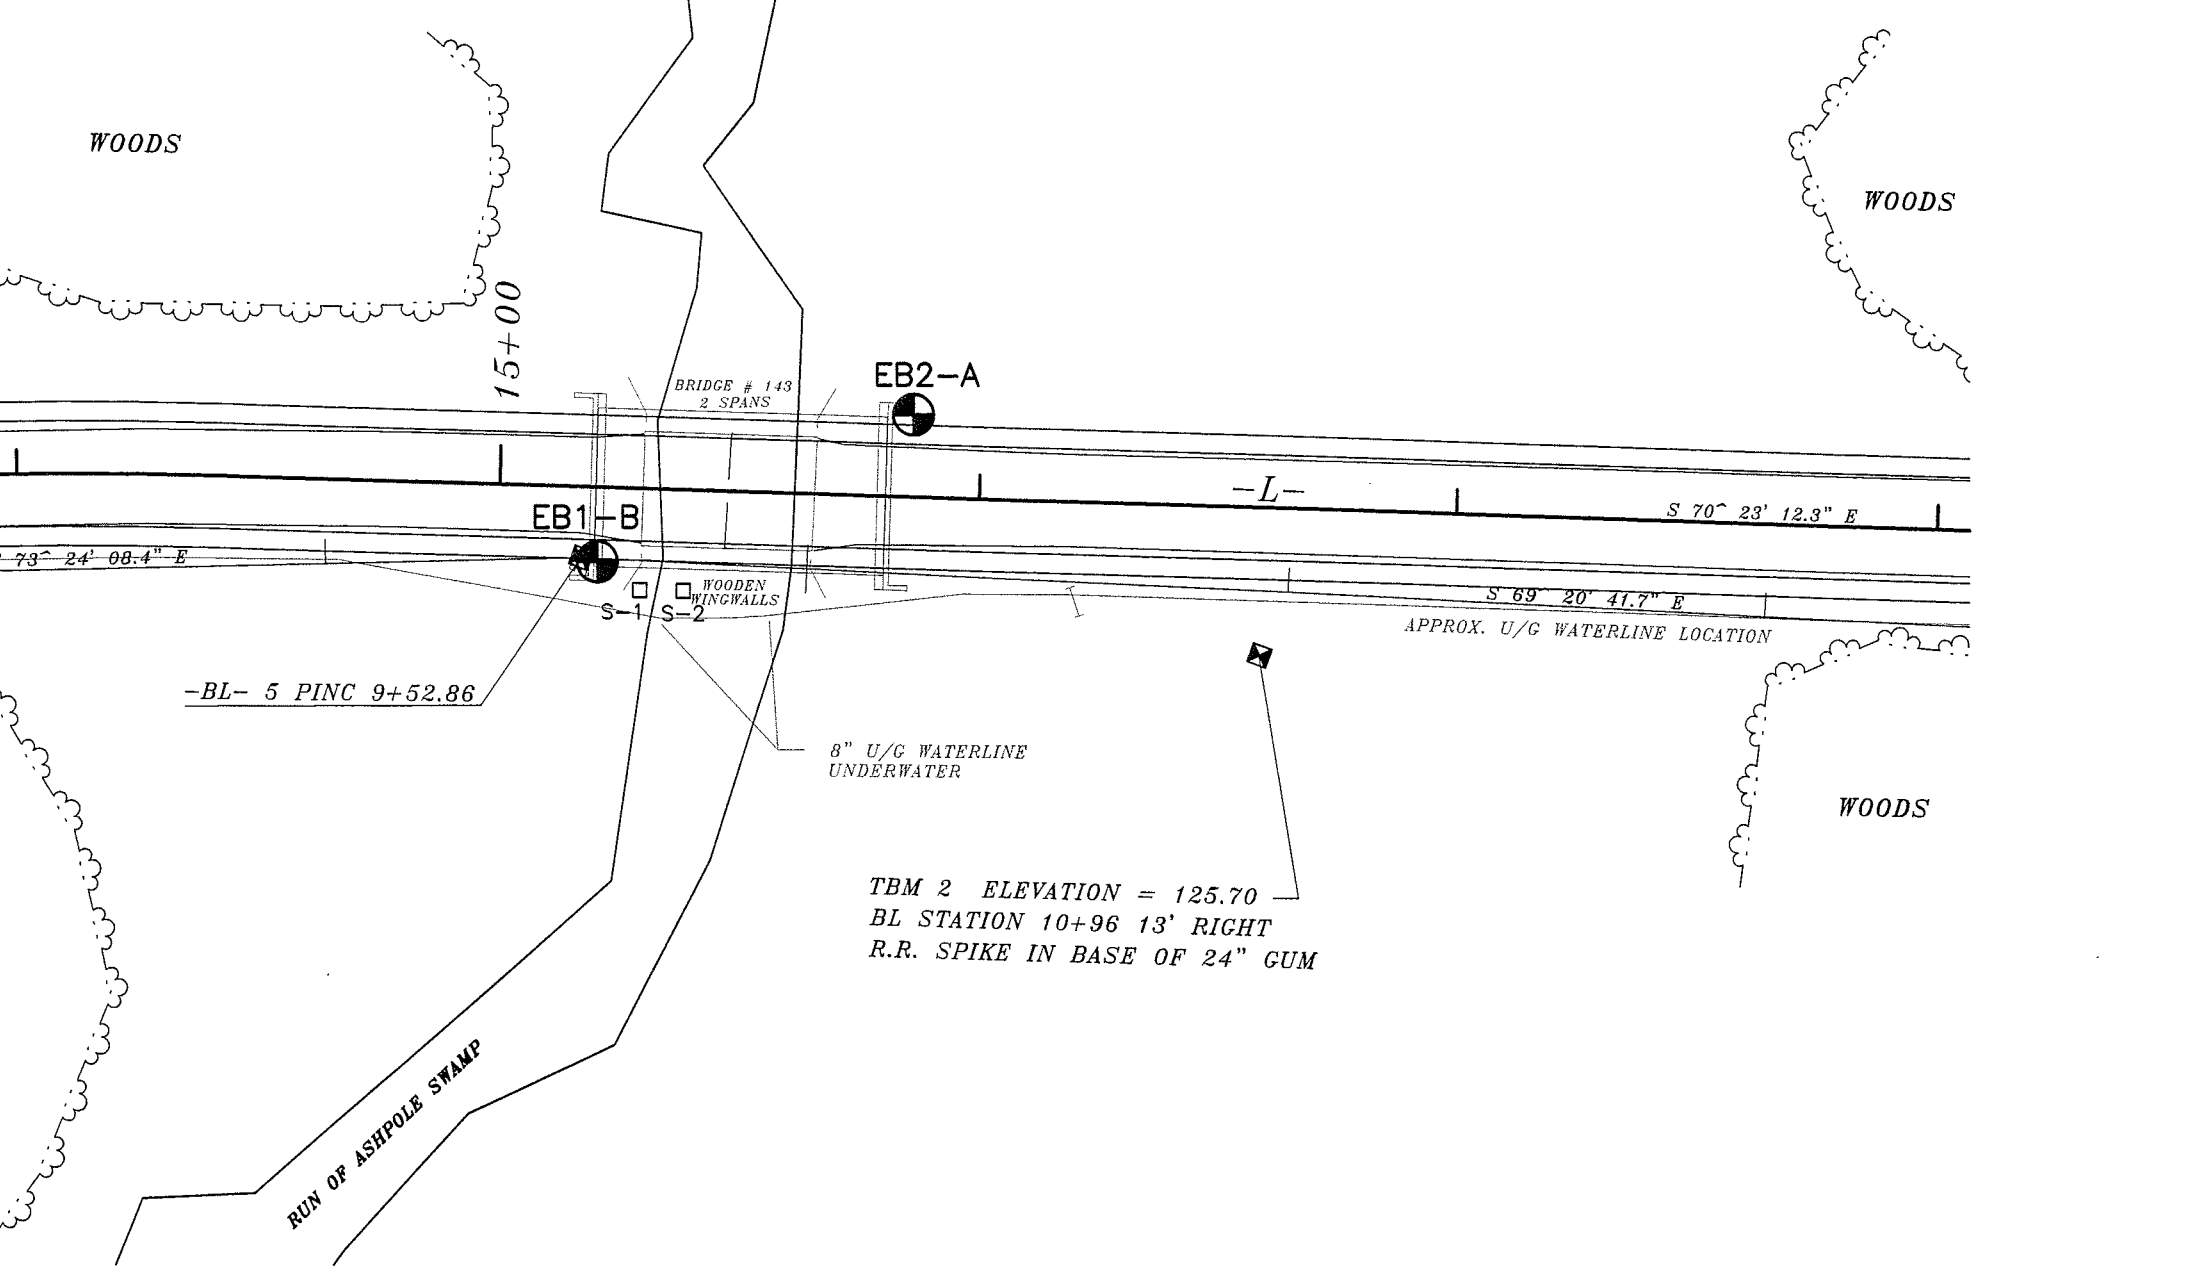 WOODS
WOODS
15+00
EB2-A
BRIDGE # 143
2 SPANS
-L-
S 70^ 23' 12.3" E
EB1-B
73^ 24' 08.4" E
WOODEN
WINGWALLS
S-1 S-2
S 69^ 20' 41.7" E
APPROX. U/G WATERLINE LOCATION
-BL- 5 PINC 9+52.86
8" U/G WATERLINE
UNDERWATER
WOODS
TBM 2 ELEVATION = 125.70
BL STATION 10+96 13' RIGHT
R.R. SPIKE IN BASE OF 24" GUM
RUN OF ASHPOLE SWAMP